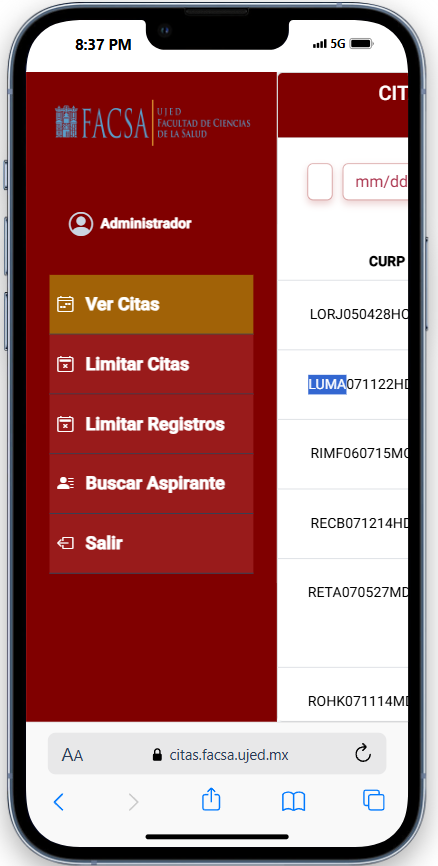 8:37 PM
5G
FACSA
UJED
FACULTAD DE CIENCIAS
DE LA SALUD
Administrador
Ver Citas
Limitar Citas
Limitar Registros
Buscar Aspirante
Salir
CIT
mm/dd
CURP
LORJ050428HC
LUMA071122HD
RIMF060715MC
RECB071214HD
RETA070527MD
ROHK071114MD
AA
citas.facsa.ujed.mx